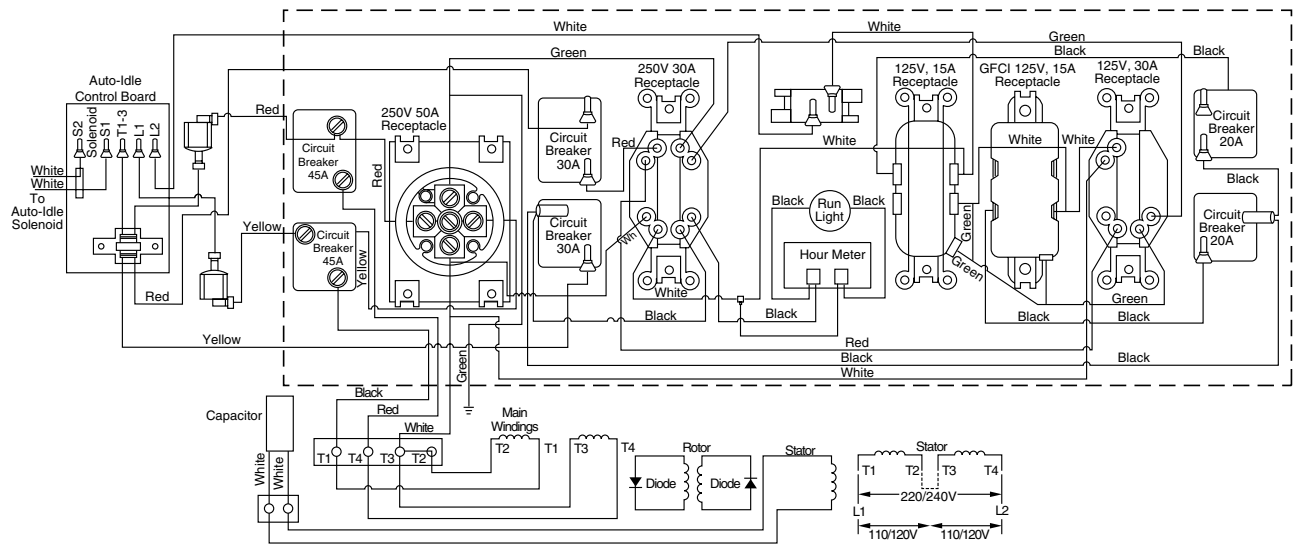 White
White
Green
Black
Black
Green
Auto-Idle
Control Board
S2
Solenoid
S1
T1-3
L1
L2
White
White
To
Auto-Idle
Solenoid
Red
Red
Yellow
Yellow
Circuit
Breaker
45A
Circuit
Breaker
45A
Red
Yellow
250V 50A
Receptacle
Circuit
Breaker
30A
Circuit
Breaker
30A
250V 30A
Receptacle
Red
Wh
White
Black
White
Black
Run
Light
Black
Hour Meter
Black
125V, 15A
Receptacle
GFCI 125V, 15A
Receptacle
125V, 30A
Receptacle
White
White
Green
Green
Green
Black
Black
Circuit
Breaker
20A
Black
Circuit
Breaker
20A
Red
Black
Black
White
Green
Black
Red
White
Capacitor
White
White
T1
T4
T3
T2
Main
Windings
T2
T1
T3
T4
Rotor
Diode
Diode
Stator
Stator
T1
T2
T3
T4
220/240V
L1
L2
110/120V
110/120V